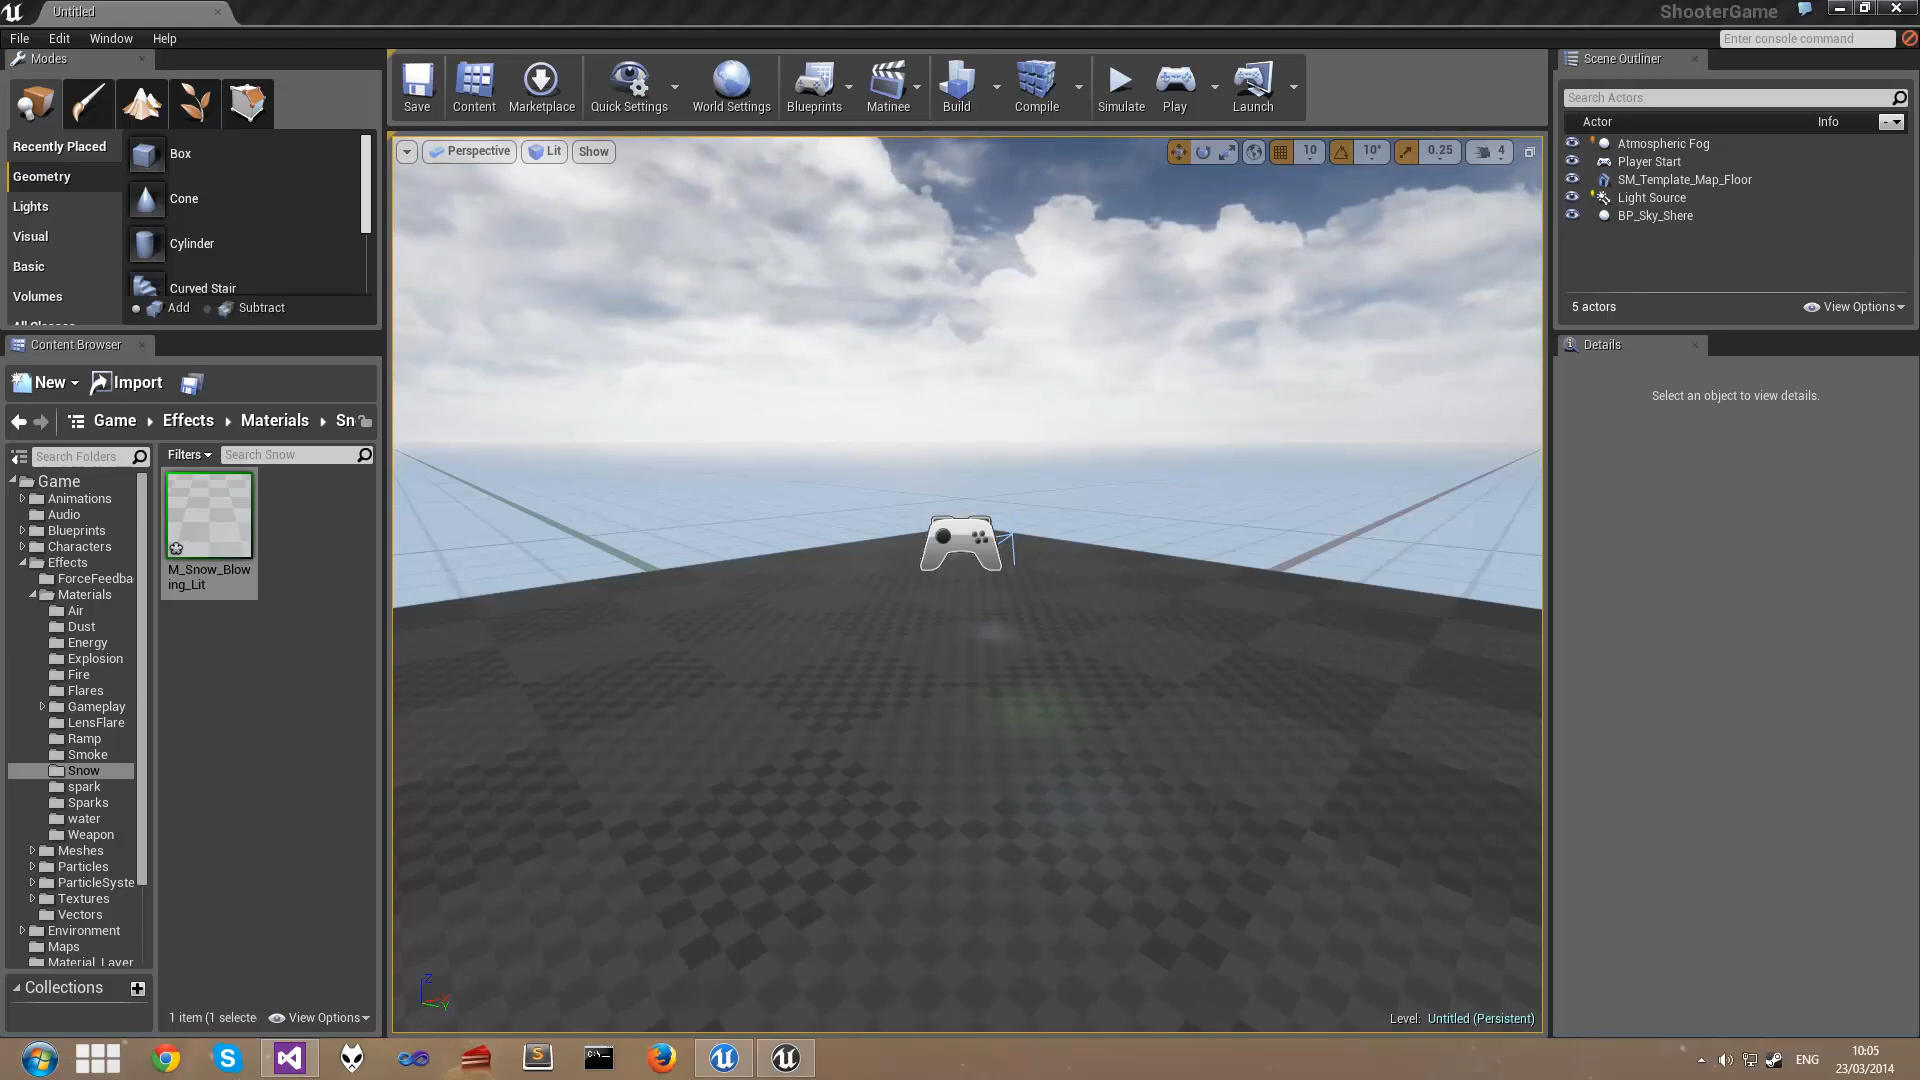 Untitled
ShooterGame
File Edit Window Help
Enter console command
Modes
Recently Placed
Geometry
Lights
Visual
Basic
Volumes
All Classes
Box
Cone
Cylinder
Curved Stair
Add Subtract
Save Content Marketplace Quick Settings World Settings Blueprints Matinee Build Compile Simulate Play Launch
Perspective Lit Show
10 10° 0.25 4
Scene Outliner
Search Actors
Actor Info
Atmospheric Fog
Player Start
SM_Template_Map_Floor
Light Source
BP_Sky_Shere
5 actors View Options
Details
Select an object to view details.
Content Browser
New Import
Game Effects Materials Sn
Search Folders
Filters Search Snow
Game
Animations
Audio
Blueprints
Characters
Effects
ForceFeedba
Materials
Air
Dust
Energy
Explosion
Fire
Flares
Gameplay
LensFlare
Ramp
Smoke
Snow
spark
Sparks
water
Weapon
Meshes
Particles
ParticleSyste
Textures
Vectors
Environment
Maps
Material_Layer
M_Snow_Blow
ing_Lit
Collections
1 item (1 selecte View Options
Z
Y
Level: Untitled (Persistent)
ENG
10:05
23/03/2014